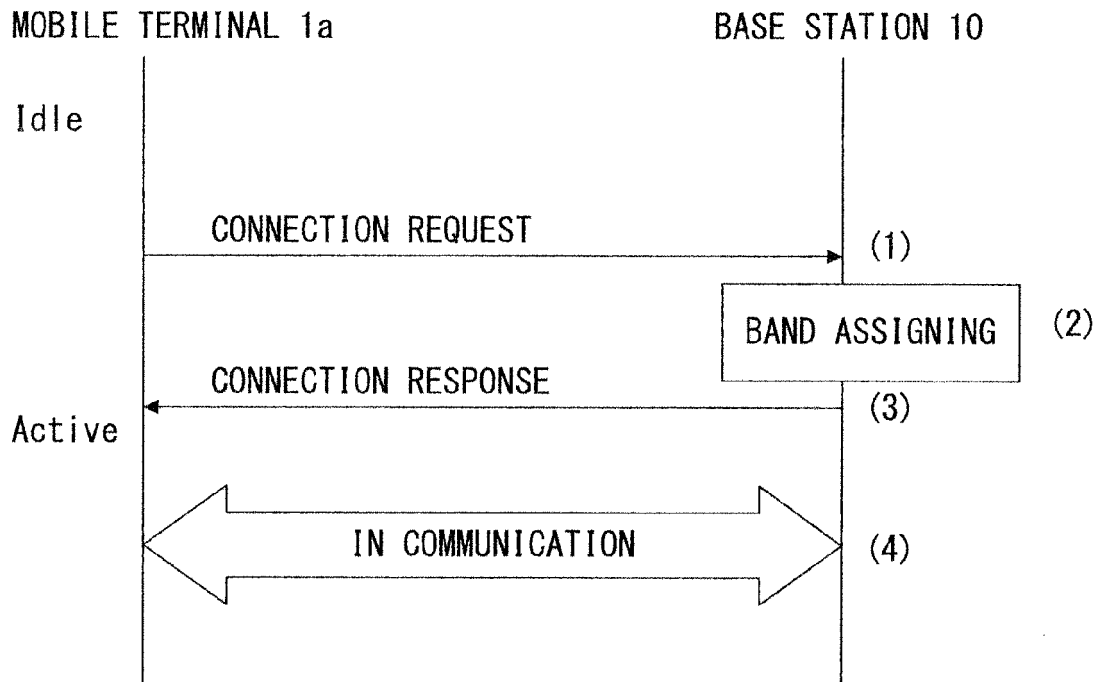 MOBILE TERMINAL 1a
BASE STATION 10
Idle
CONNECTION REQUEST
(1)
BAND ASSIGNING
(2)
CONNECTION RESPONSE
(3)
Active
IN COMMUNICATION
(4)